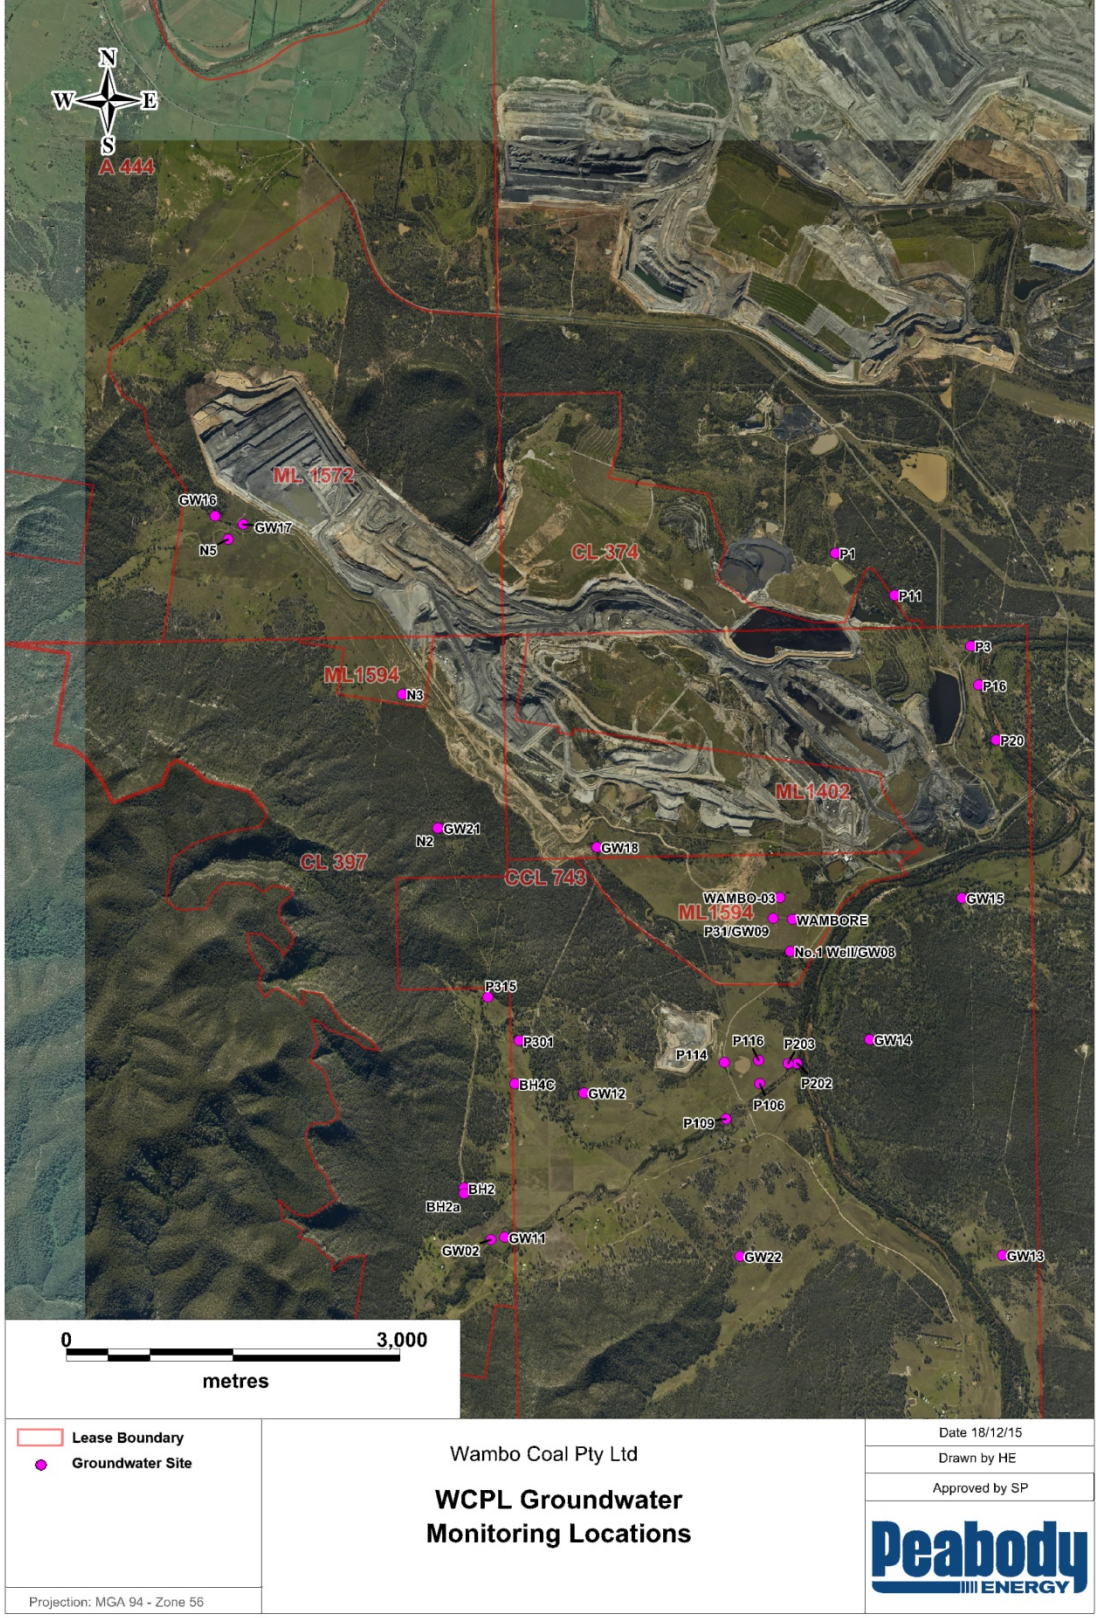 N
W E
S
A 444
ML 1572
GW16
GW17
N5
CL 374
P1
P11
P3
ML1594
N3
P16
P20
ML1402
GW21
N2
GW18
CL 397
CCL 743
WAMBO-03
GW15
ML1594
WAMBORE
P31/GW09
No.1 Well/GW08
P315
P301
P116
P203
GW14
P114
BH4C
GW12
P202
P106
P109
BH2
BH2a
GW02
GW11
GW22
GW13
0 3,000
metres
Lease Boundary
Groundwater Site
Projection: MGA 94 - Zone 56
Wambo Coal Pty Ltd
WCPL Groundwater
Monitoring Locations
Date 18/12/15
Drawn by HE
Approved by SP
Peabody
ENERGY